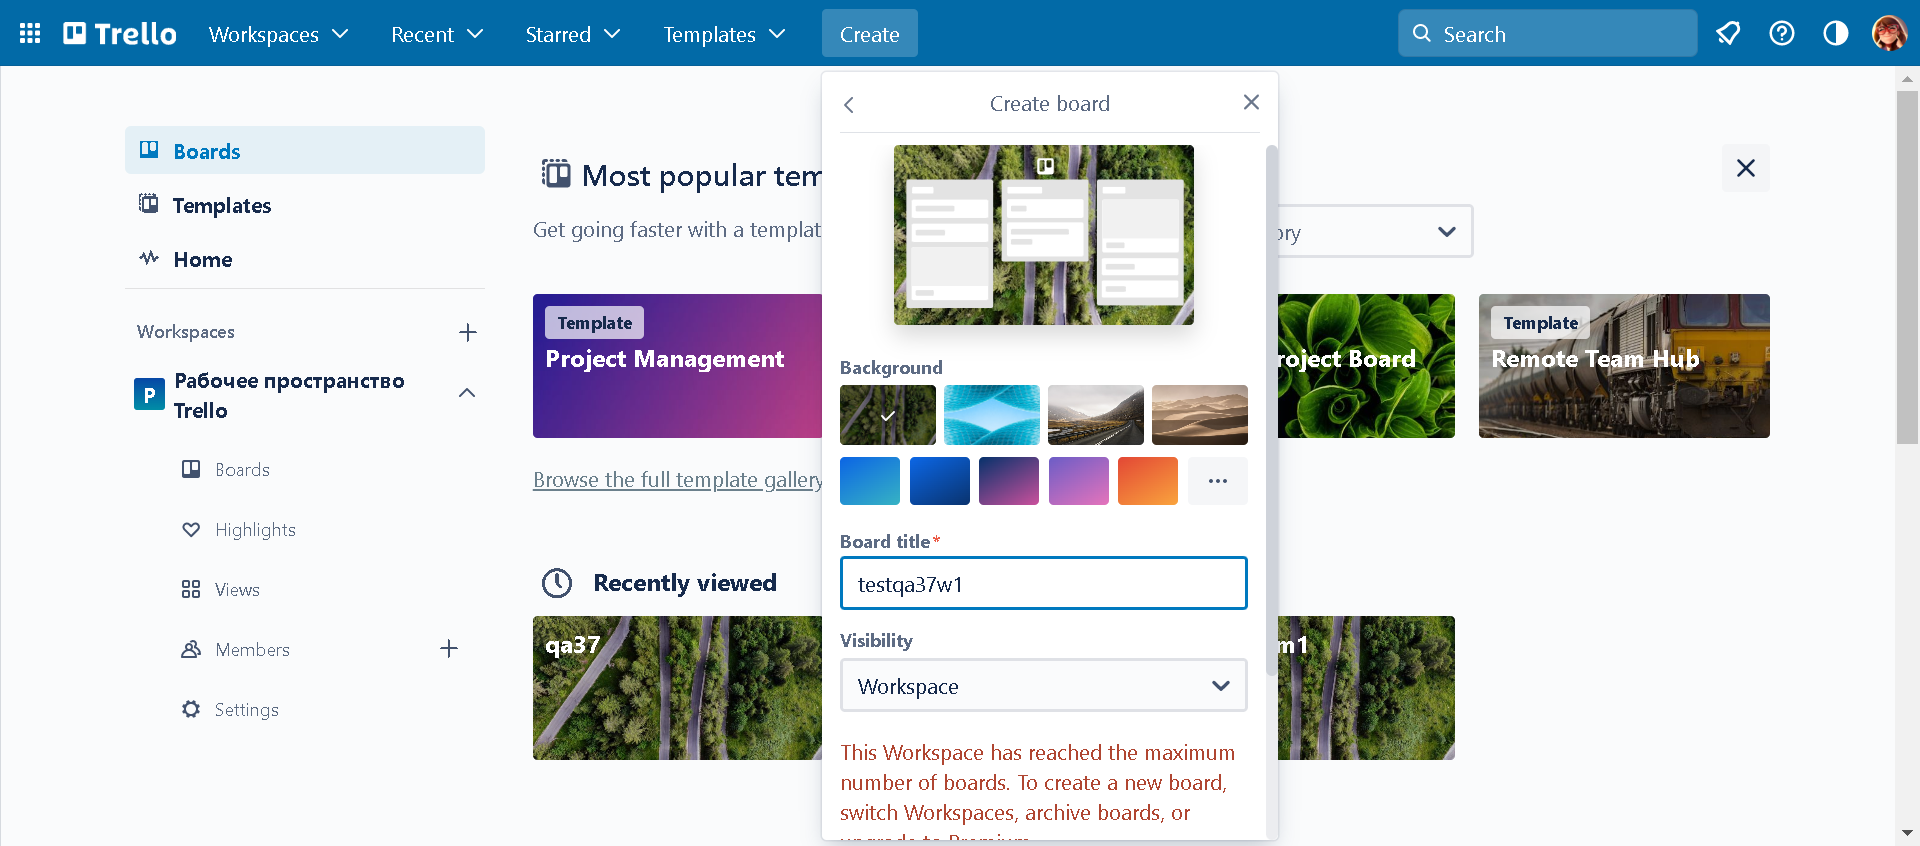 Trello
Workspaces
Recent
Starred
Templates
Create
Search
Boards
Templates
Home
Workspaces
P
Рабочее пространство
Trello
Boards
Highlights
Views
Members
Settings
Most popular tem
Get going faster with a templat
ory
Template
Project Management
roject Board
Template
Remote Team Hub
Browse the full template gallery
Recently viewed
qa37
m1
Create board
Background
Board title*
testqa37w1
Visibility
Workspace
This Workspace has reached the maximum
number of boards. To create a new board,
switch Workspaces, archive boards, or
upgrade to Premium